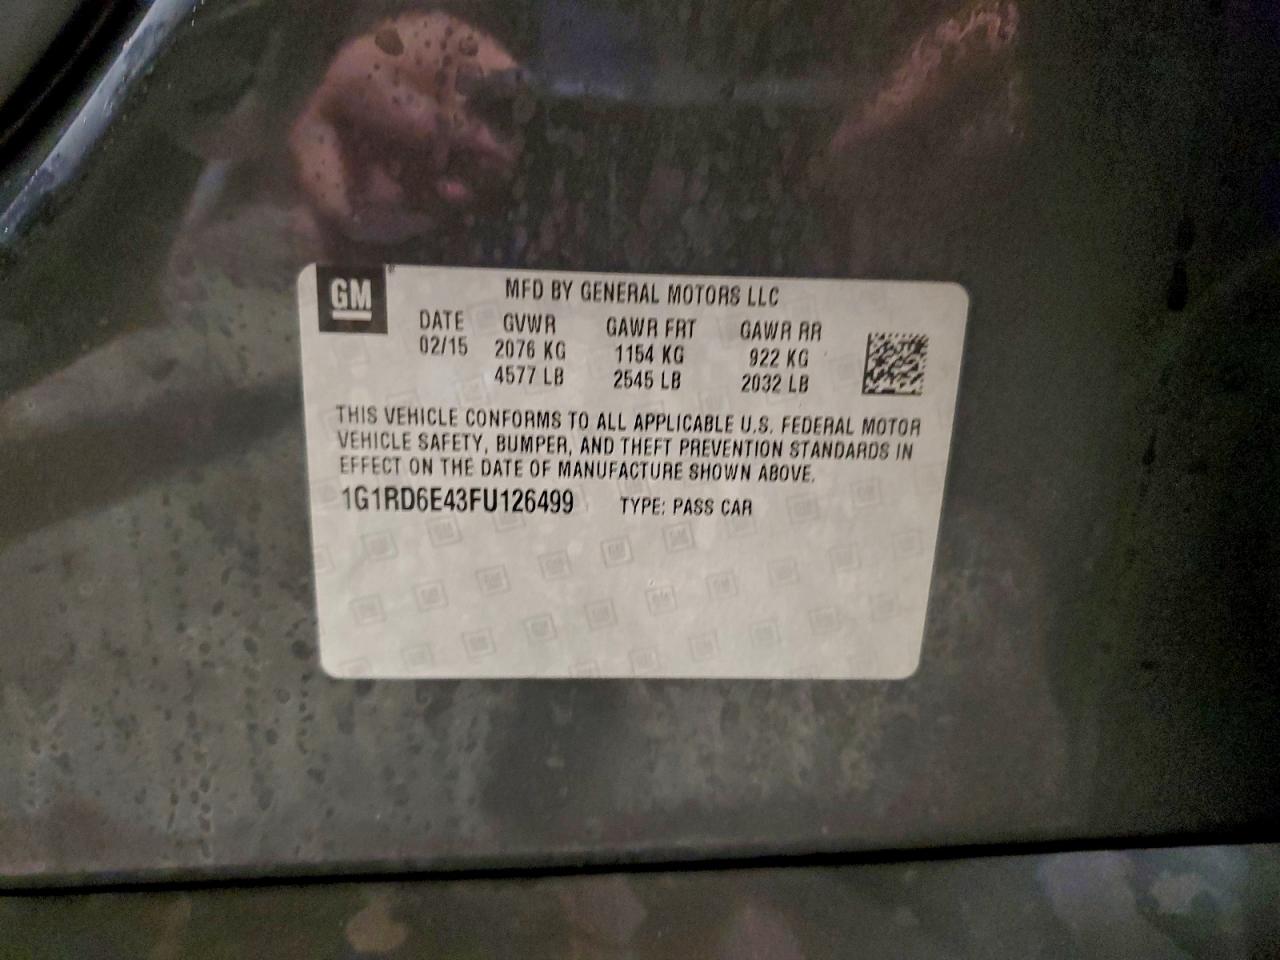 GM
MFD BY GENERAL MOTORS LLC
DATE GVWR GAWR FRT GAWR RR
02/15 2076 KG 1154 KG 922 KG
4577 LB 2545 LB 2032 LB
THIS VEHICLE CONFORMS TO ALL APPLICABLE U.S. FEDERAL MOTOR
VEHICLE SAFETY, BUMPER, AND THEFT PREVENTION STANDARDS IN
EFFECT ON THE DATE OF MANUFACTURE SHOWN ABOVE.
1G1RD6E43FU126499 TYPE: PASS CAR